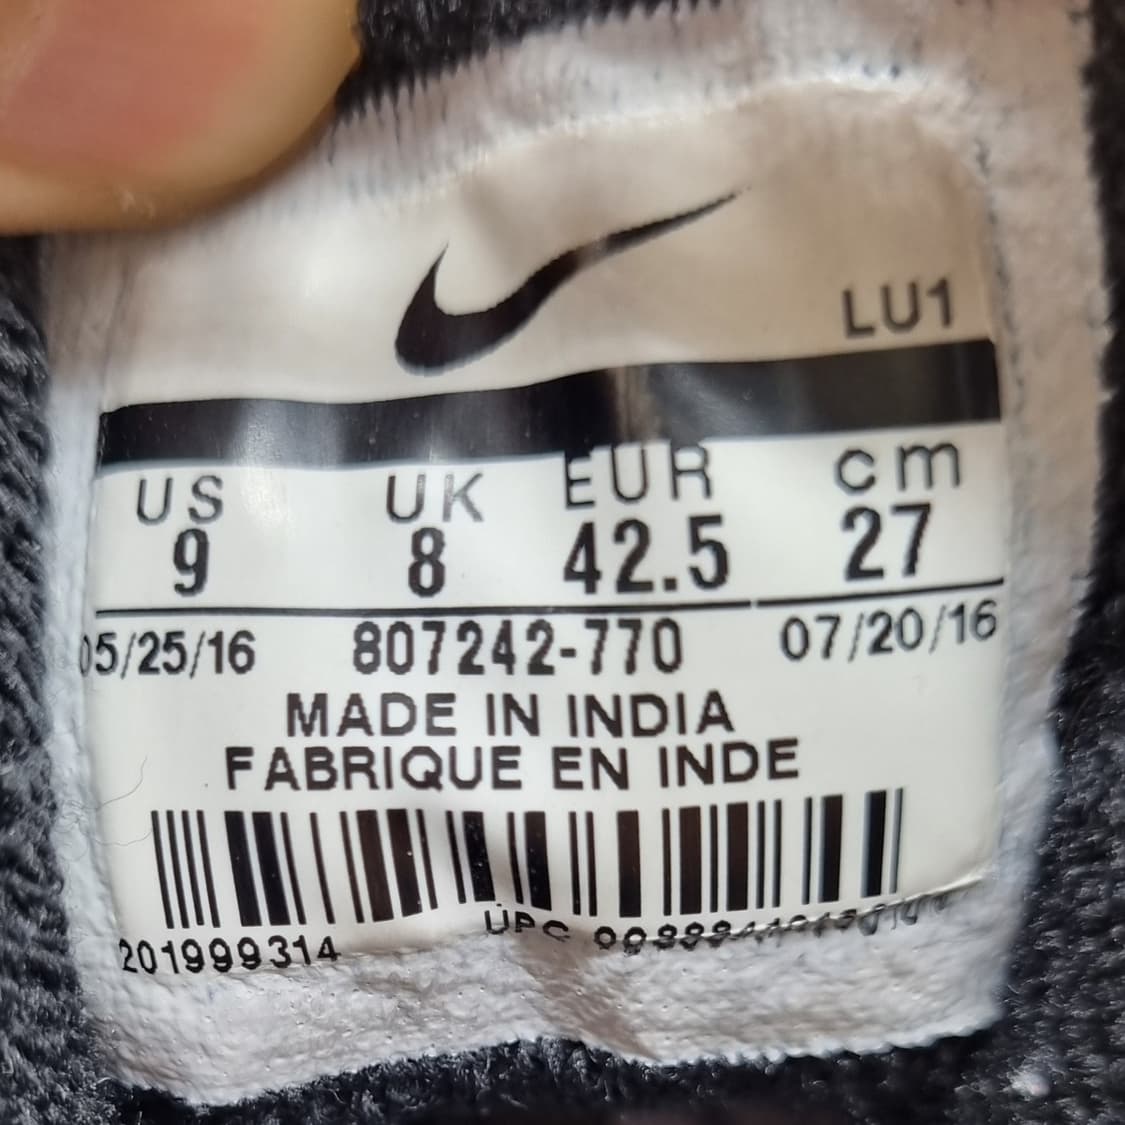 LU1
US UK EUR cm
9 8 42.5 27
05/25/16 807242-770 07/20/16
MADE IN INDIA
FABRIQUE EN INDE
UPC
201999314